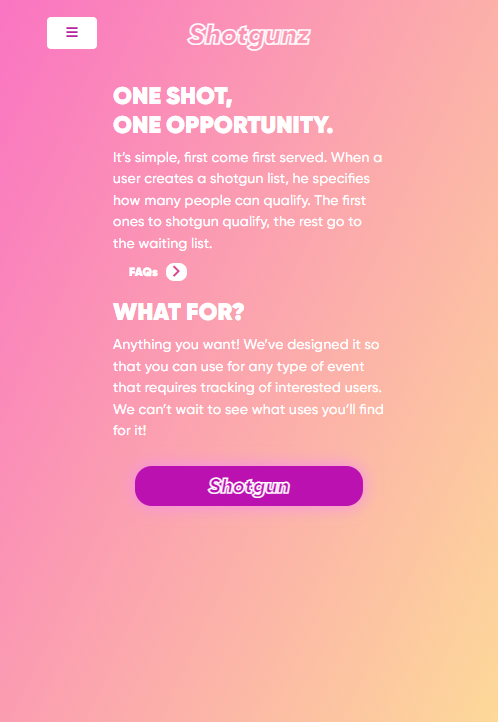 Shotgunz
ONE SHOT,
ONE OPPORTUNITY.
It’s simple, first come first served. When a
user creates a shotgun list, he specifies
how many people can qualify. The first
ones to shotgun qualify, the rest go to
the waiting list.
FAQs
WHAT FOR?
Anything you want! We’ve designed it so
that you can use for any type of event
that requires tracking of interested users.
We can’t wait to see what uses you’ll find
for it!
Shotgun